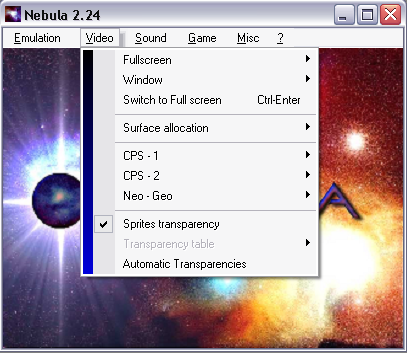 Nebula 2.24
Emulation Video Sound Game Misc ?
Fullscreen
Window
Switch to Full screen Ctrl-Enter
Surface allocation
CPS - 1
CPS - 2
Neo - Geo
Sprites transparency
Transparency table
Automatic Transparencies
A